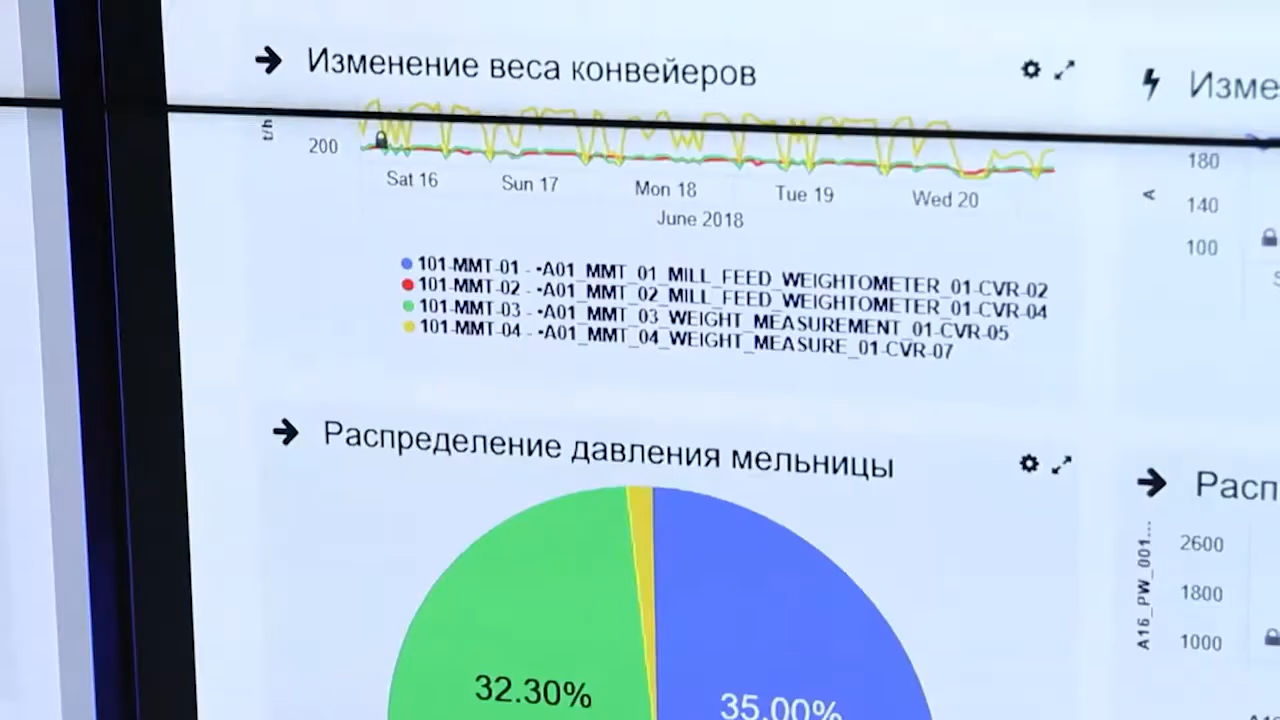 Изменение веса конвейеров
t/h
200
Sat 16 Sun 17 Mon 18 Tue 19 Wed 20
June 2018
101-MMT-01 - -A01_MMT_01_MILL_FEED_WEIGHTOMETER_01-CVR-02
101-MMT-02 - -A01_MMT_02_MILL_FEED_WEIGHTOMETER_01-CVR-04
101-MMT-03 - -A01_MMT_03_WEIGHT_MEASUREMENT_01-CVR-05
101-MMT-04 - -A01_MMT_04_WEIGHT_MEASURE_01-CVR-07
Изме
180
A
140
100
Распределение давления мельницы
32.30%
35.00%
Расп
A16_PW_001...
2600
1800
1000